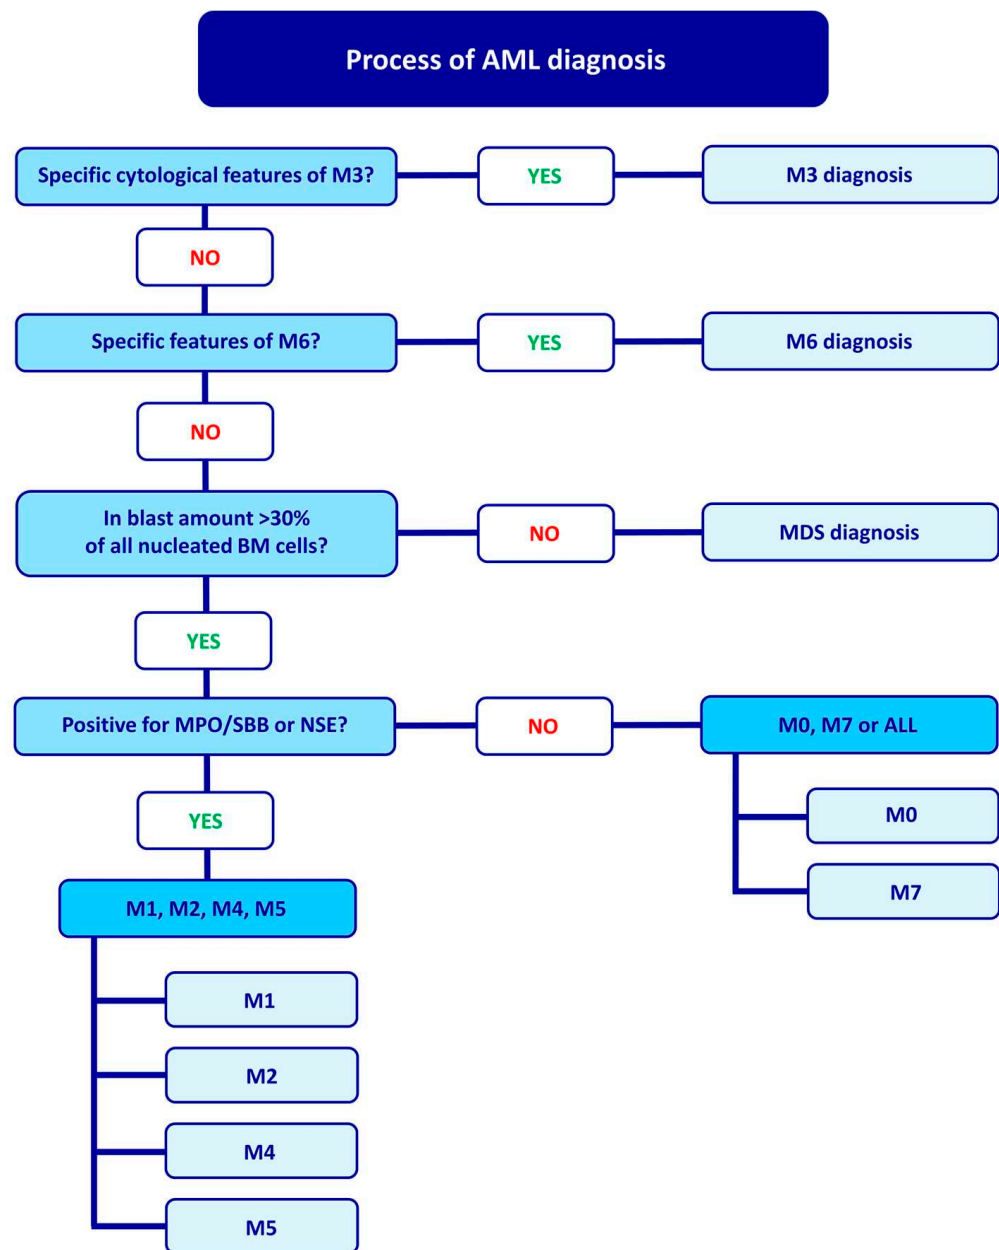 Process of AML diagnosis
Specific cytological features of M3?
YES
M3 diagnosis
NO
Specific features of M6?
YES
M6 diagnosis
NO
In blast amount >30%
of all nucleated BM cells?
NO
MDS diagnosis
YES
Positive for MPO/SBB or NSE?
NO
M0, M7 or ALL
M0
YES
M7
M1, M2, M4, M5
M1
M2
M4
M5